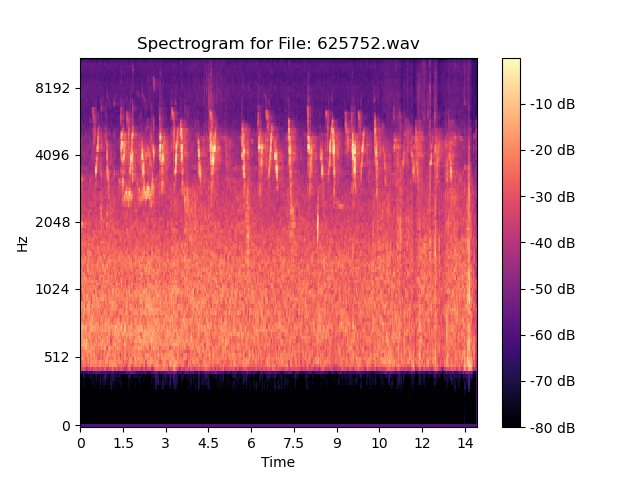 Spectrogram for File: 625752.wav
8192
4096
2048
1024
512
0
Hz
0 1.5 3 4.5 6 7.5 9 10 12 14
Time
-10 dB
-20 dB
-30 dB
-40 dB
-50 dB
-60 dB
-70 dB
-80 dB